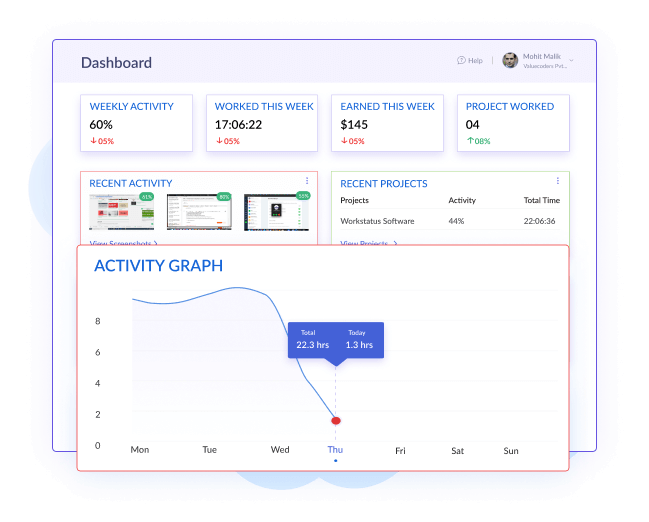 Dashboard
Help
Mohit Malik
Valuecoders Pvt...
WEEKLY ACTIVITY
60%
05%
WORKED THIS WEEK
17:06:22
05%
EARNED THIS WEEK
$145
05%
PROJECT WORKED
04
08%
RECENT ACTIVITY
61%
80%
View Screenshots
RECENT PROJECTS
Projects Activity Total Time
Workstatus Software 44% 22:06:36
View Projects
ACTIVITY GRAPH
Total Today
22.3 hrs 1.3 hrs
8
6
4
2
0
Mon Tue Wed Thu Fri Sat Sun